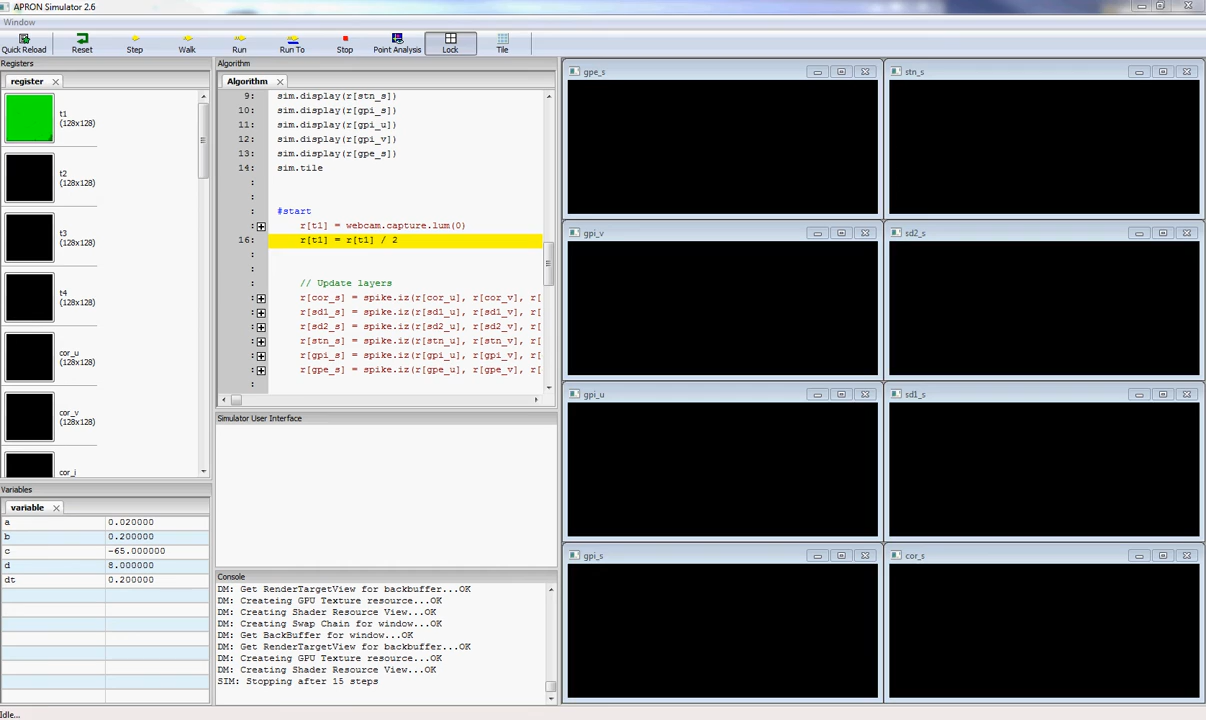 APRON Simulator 2.6
Window
Quick Reload
Reset
Step
Walk
Run
Run To
Stop
Point Analysis
Lock
Tile
Registers
register
t1
(128x128)
t2
(128x128)
t3
(128x128)
t4
(128x128)
cor_u
(128x128)
cor_v
(128x128)
cor_i
Variables
variable
a 0.020000
b 0.200000
c -65.000000
d 8.000000
dt 0.200000
Algorithm
Algorithm
9: sim.display(r[stn_s])
10: sim.display(r[gpi_s])
11: sim.display(r[gpi_u])
12: sim.display(r[gpi_v])
13: sim.display(r[gpe_s])
14: sim.tile
:
:
: #start
: r[t1] = webcam.capture.lum(0)
16: r[t1] = r[t1] / 2
:
:
: // Update layers
: r[cor_s] = spike.iz(r[cor_u], r[cor_v], r[
: r[sd1_s] = spike.iz(r[sd1_u], r[sd1_v], r[
: r[sd2_s] = spike.iz(r[sd2_u], r[sd2_v], r[
: r[stn_s] = spike.iz(r[stn_u], r[stn_v], r[
: r[gpi_s] = spike.iz(r[gpi_u], r[gpi_v], r[
: r[gpe_s] = spike.iz(r[gpe_u], r[gpe_v], r[
:
Simulator User Interface
Console
DM: Get RenderTargetView for backbuffer...OK
DM: Createing GPU Texture resource...OK
DM: Creating Shader Resource View...OK
DM: Creating Swap Chain for window...OK
DM: Get BackBuffer for window...OK
DM: Get RenderTargetView for backbuffer...OK
DM: Createing GPU Texture resource...OK
DM: Creating Shader Resource View...OK
SIM: Stopping after 15 steps
gpe_s
stn_s
gpi_v
sd2_s
gpi_u
sd1_s
gpi_s
cor_s
Idle...